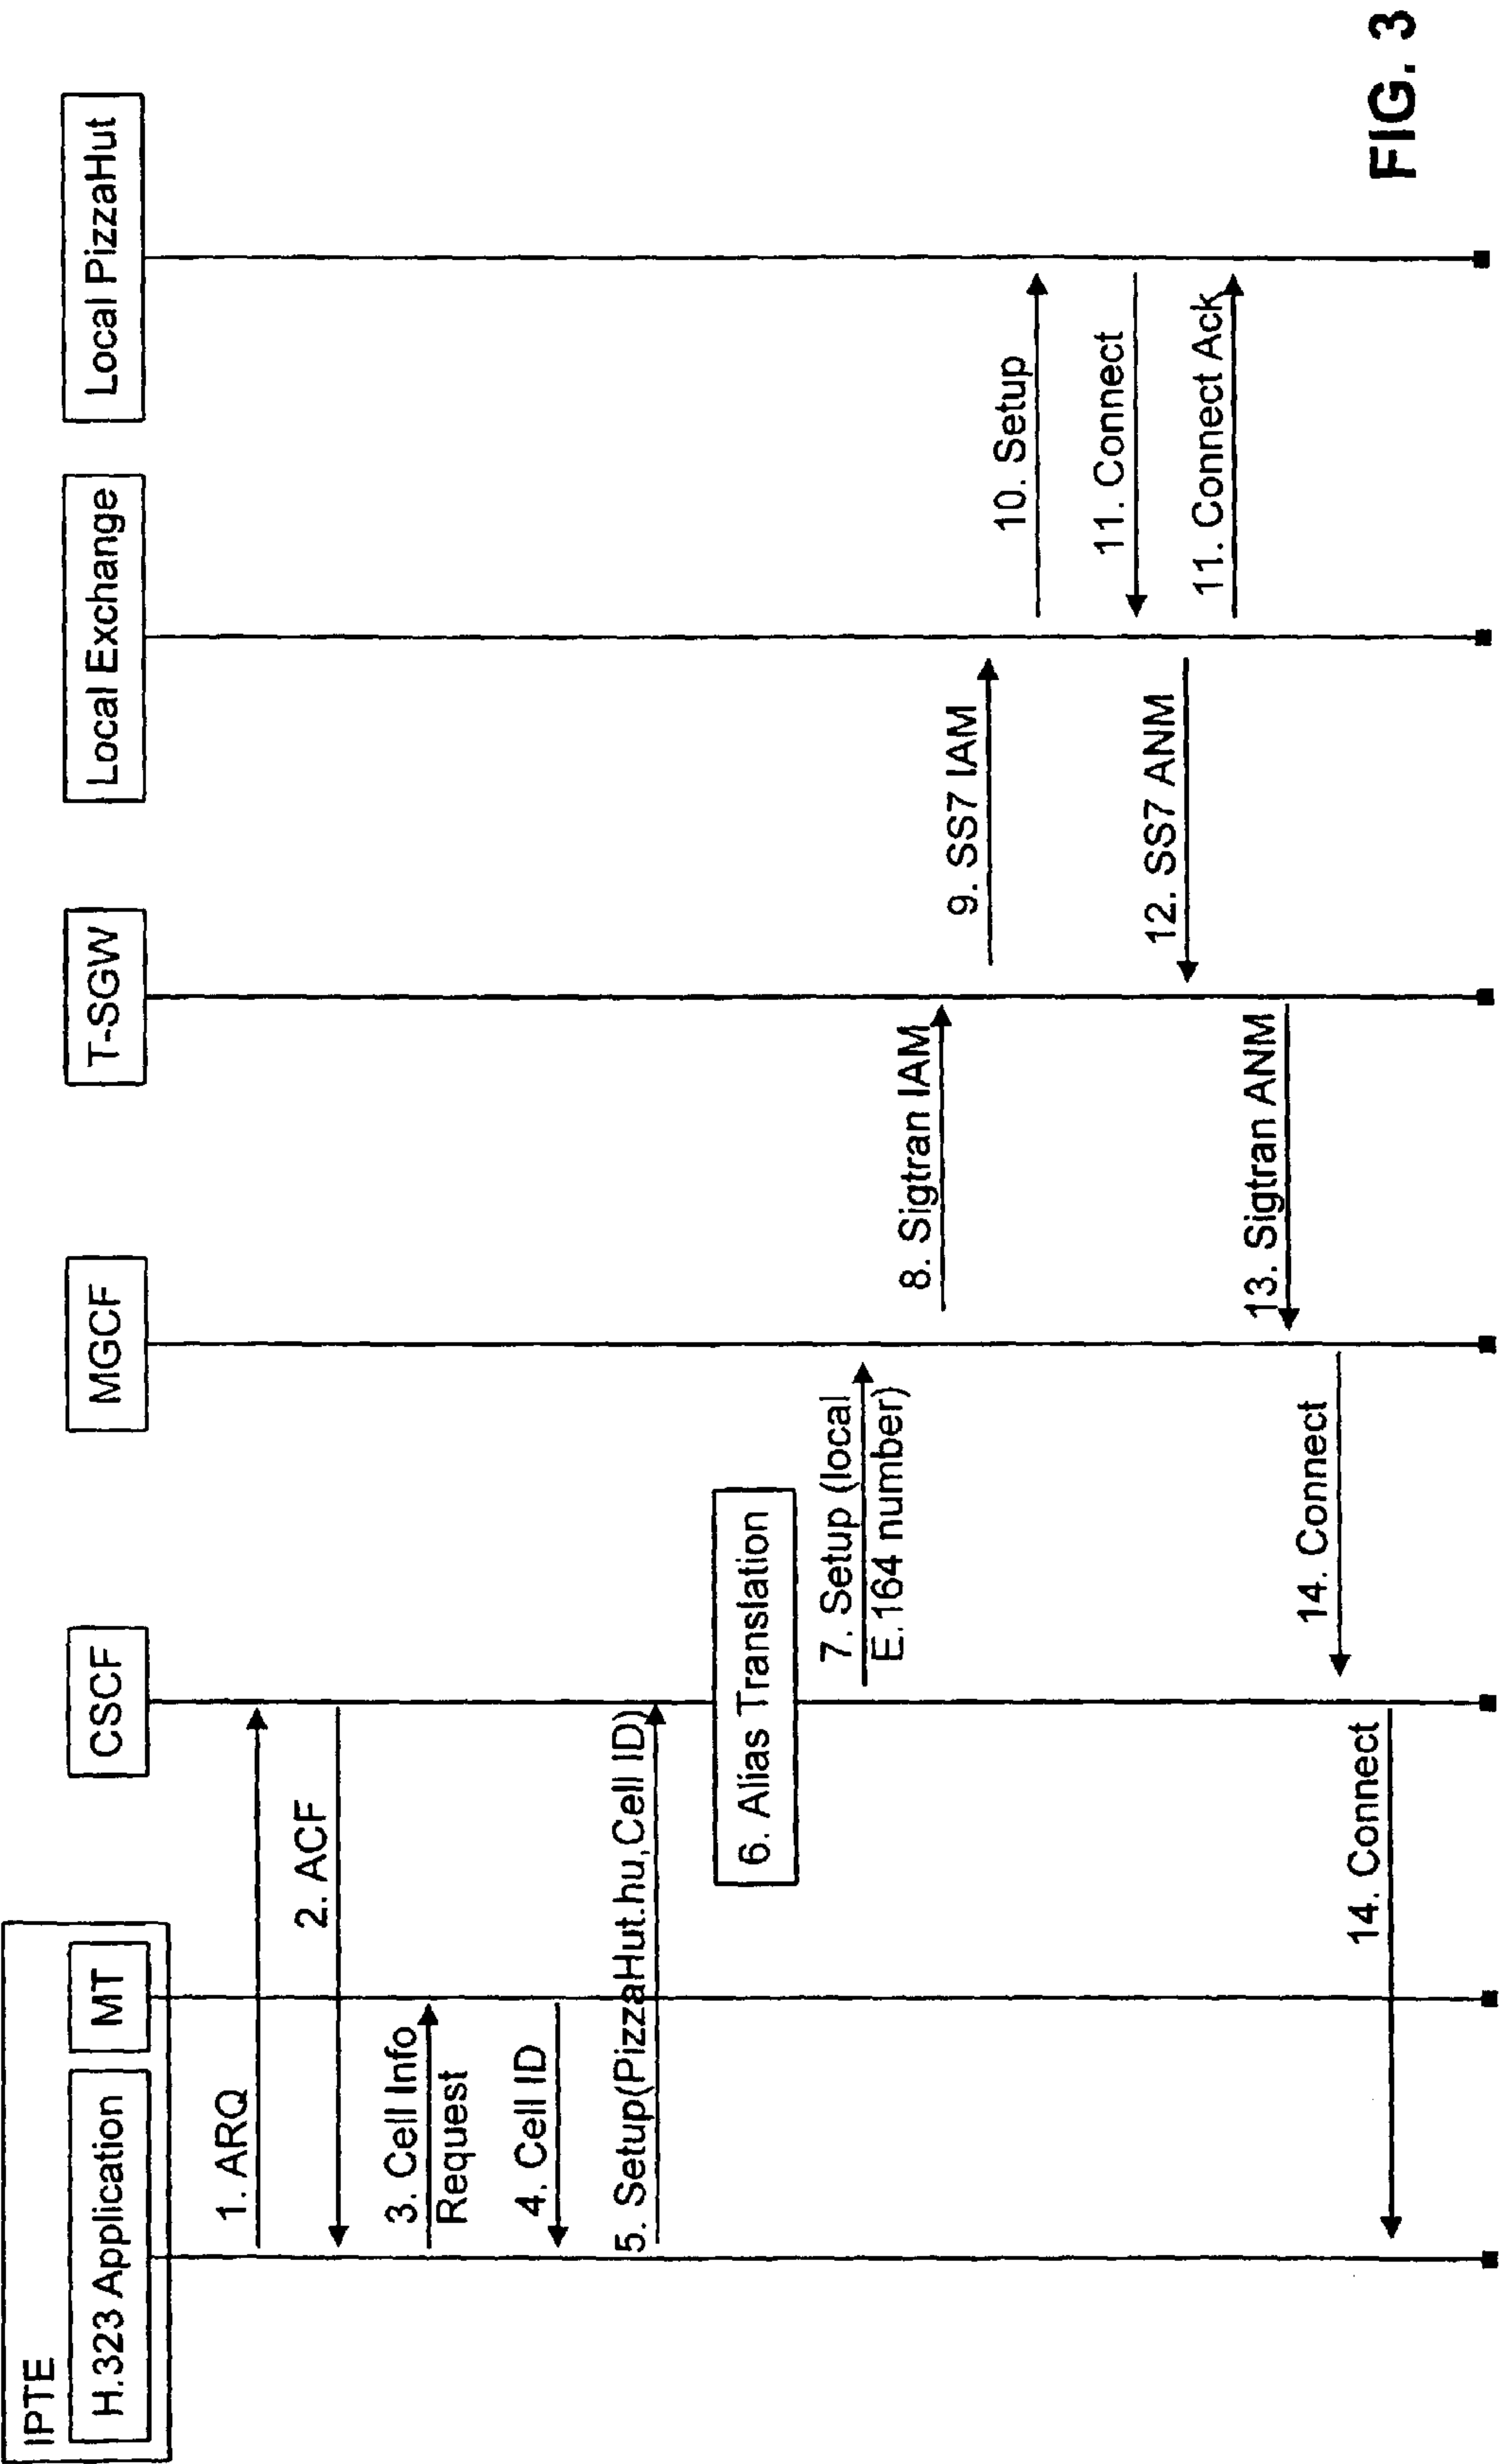 IPTE
H.323 Application
MT
CSCF
MGCF
T-SGW
Local Exchange
Local PizzaHut
1. ARQ
2. ACF
3. Cell Info
Request
4. Cell ID
5. Setup(PizzaHut.hu,Cell ID)
6. Alias Translation
7. Setup (local
E.164 number)
8. Sigtran IAM
9. SS7 IAM
10. Setup
11. Connect
12. SS7 ANM
11. Connect Ack
13. Sigtran ANM
14. Connect
14. Connect
FIG. 3